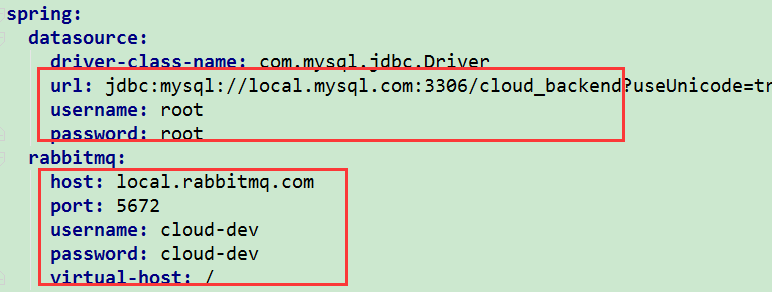 spring:
  datasource:
    driver-class-name: com.mysql.jdbc.Driver
    url: jdbc:mysql://local.mysql.com:3306/cloud_backend?useUnicode=tr
    username: root
    password: root
  rabbitmq:
    host: local.rabbitmq.com
    port: 5672
    username: cloud-dev
    password: cloud-dev
    virtual-host: /